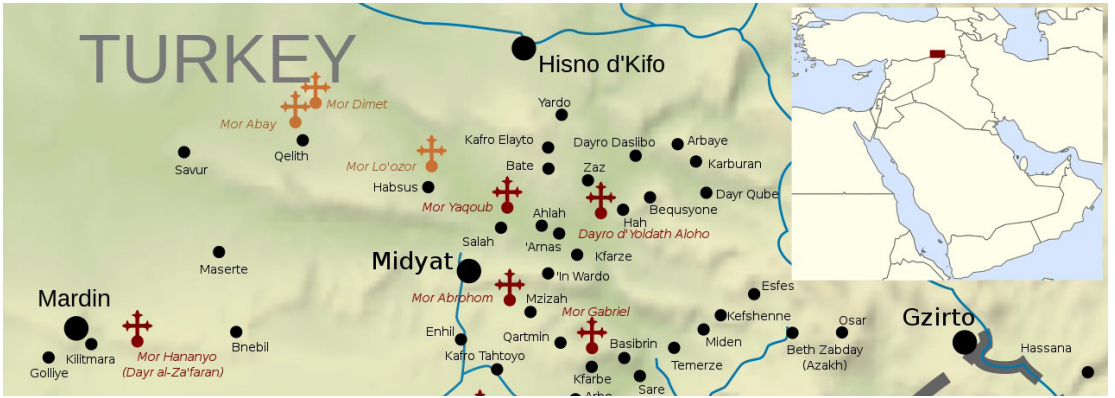 TURKEY
Hisno d'Kifo
Mor Dimet
Mor Abay
Yardo
Qelith
Kafro Elayto
Dayro Daslibo
Arbaye
Savur
Mor Lo'ozor
Bate
Zaz
Karburan
Habsus
Dayr Qube
Mor Yaqoub
Bequsyone
Ahlah
Hah
Salah
'Arnas
Dayro d'Yoldath Aloho
Kfarze
Midyat
Maserte
'In Wardo
Mor Abrohom
Mzizah
Esfes
Mardin
Mor Gabriel
Kefshenne
Osar
Gzirto
Enhil
Qartmin
Miden
Bnebil
Kilitmara
Mor Hananyo
(Dayr al-Za'faran)
Golliye
Kafro Tahtoyo
Basibrin
Temerze
Beth Zabday
(Azakh)
Hassana
Kfarbe
Sare